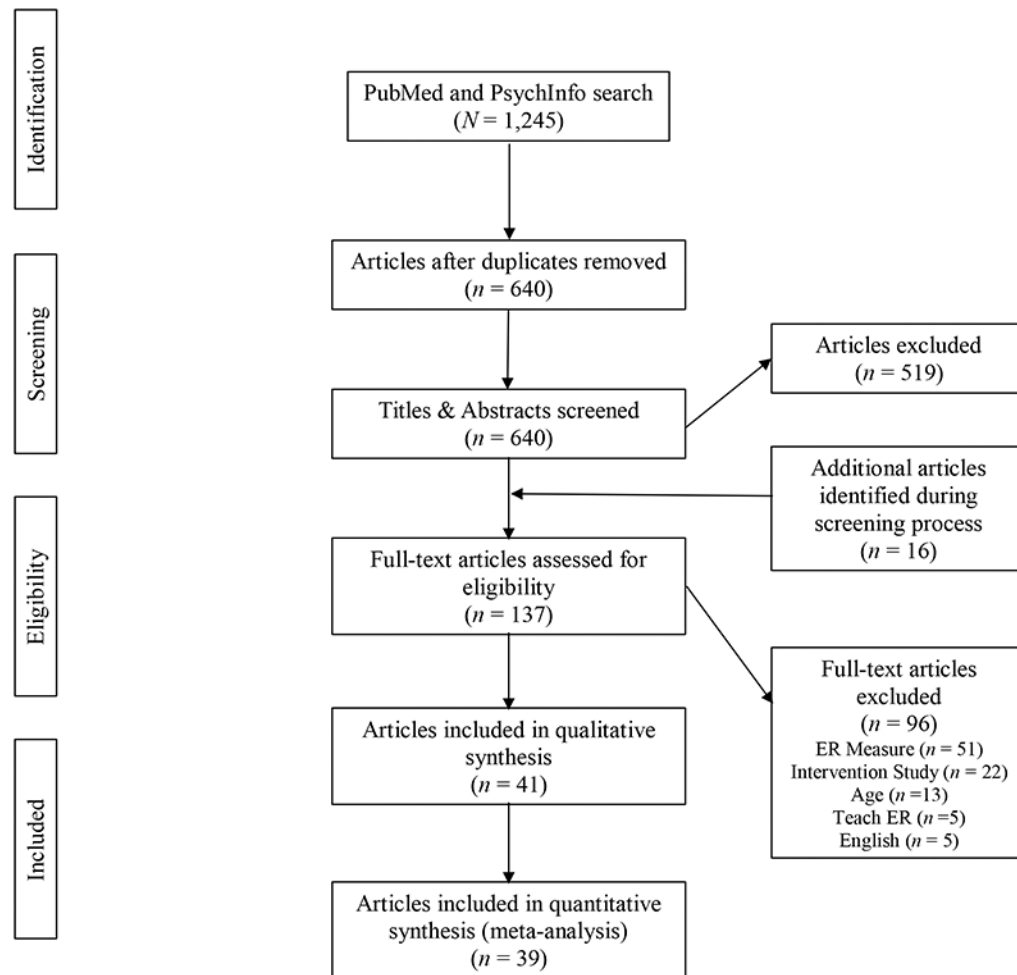 Identification
PubMed and PsychInfo search
(N = 1,245)
Screening
Articles after duplicates removed
(n = 640)
Titles & Abstracts screened
(n = 640)
Articles excluded
(n = 519)
Additional articles
identified during
screening process
(n = 16)
Eligibility
Full-text articles assessed for
eligibility
(n = 137)
Full-text articles
excluded
(n = 96)
ER Measure (n = 51)
Intervention Study (n = 22)
Age (n =13)
Teach ER (n =5)
English (n = 5)
Articles included in qualitative
synthesis
(n = 41)
Included
Articles included in quantitative
synthesis (meta-analysis)
(n = 39)